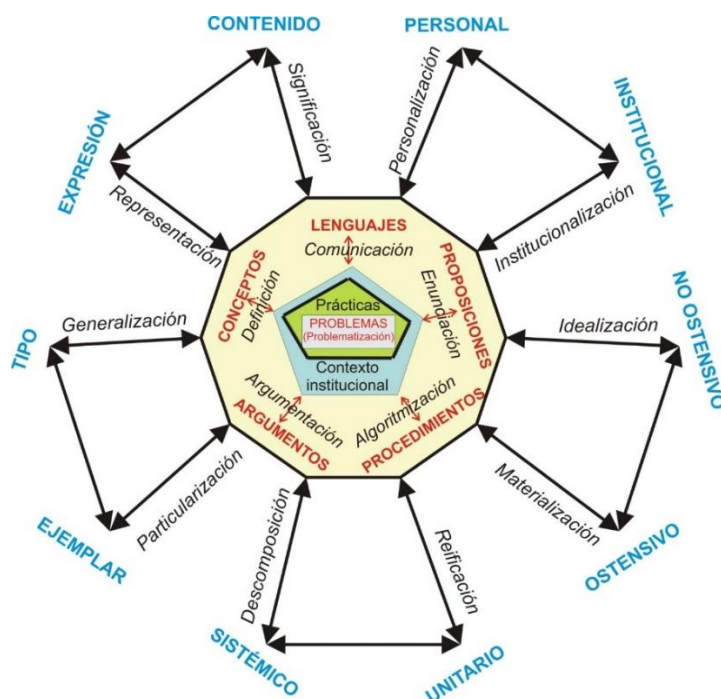 CONTENIDO
PERSONAL
EXPRESIÓN
Significación
Personalización
INSTITUCIONAL
Representación
Institucionalización
LENGUAJES
Comunicación
CONCEPTOS
Definición
PROPOSICIONES
Enunciación
Prácticas
PROBLEMAS
(Problematización)
Contexto
institucional
TIPO
Generalización
Idealización
NO OSTENSIVO
Argumentación
ARGUMENTOS
Algoritmización
PROCEDIMIENTOS
EJEMPLAR
Particularización
Materialización
OSTENSIVO
Descomposición
Reificación
SISTÉMICO
UNITARIO